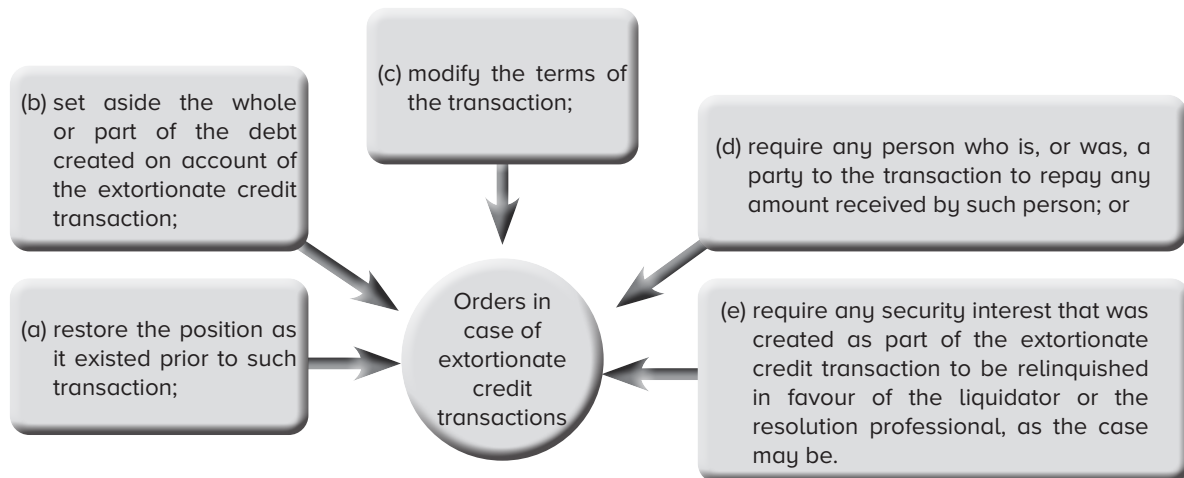 (a) restore the position as
it existed prior to such
transaction;
(b) set aside the whole
or part of the debt
created on account of
the extortionate credit
transaction;
(c) modify the terms of
the transaction;
(d) require any person who is, or was, a
party to the transaction to repay any
amount received by such person; or
(e) require any security interest that was
created as part of the extortionate
credit transaction to be relinquished
in favour of the liquidator or the
resolution professional, as the case
may be.
Orders in
case of
extortionate
credit
transactions